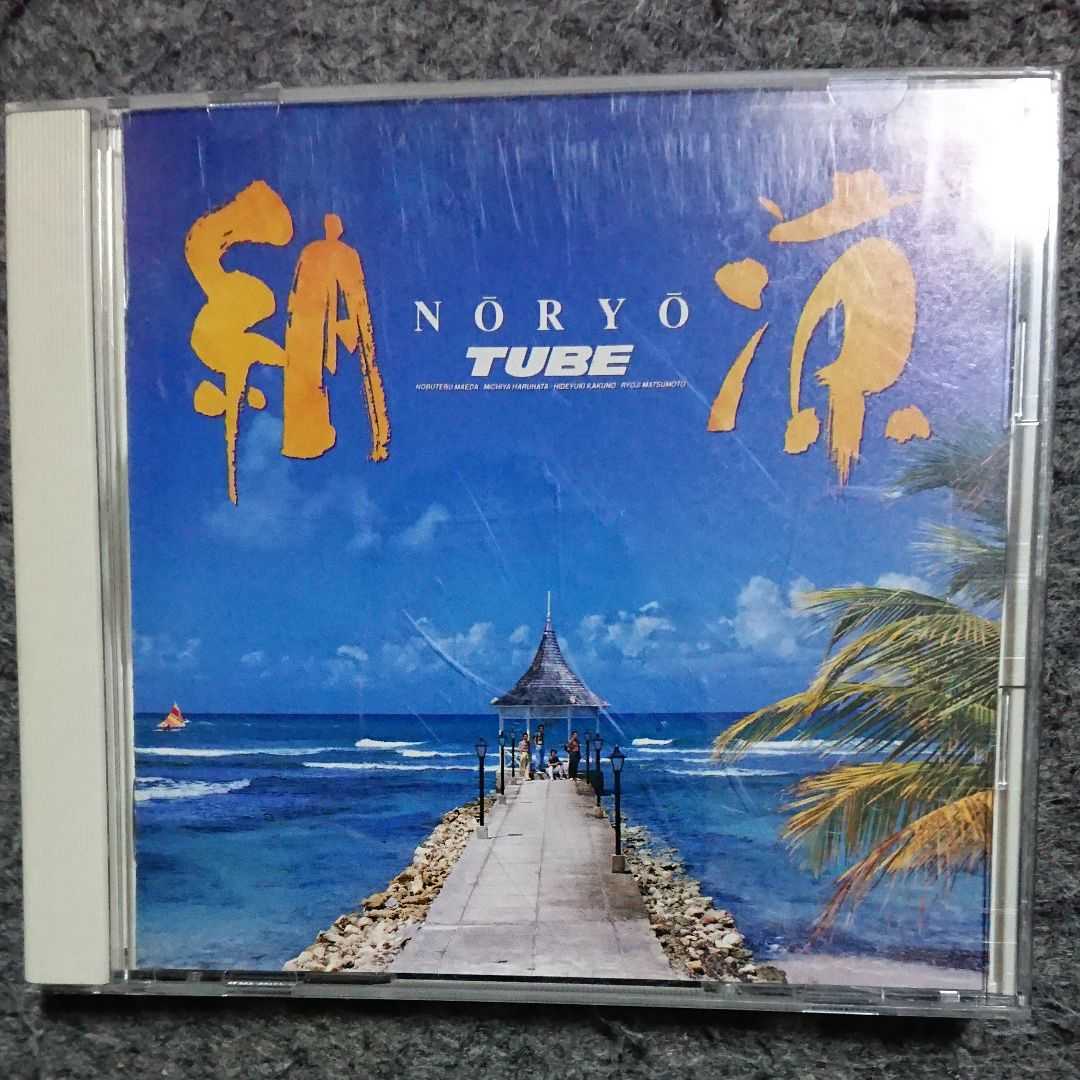 納涼
NŌRYŌ
TUBE
NOBUTERU MAEDA · MICHIYA HARUHATA · HIDEYUKI KAKUNO · RYOJI MATSUMOTO